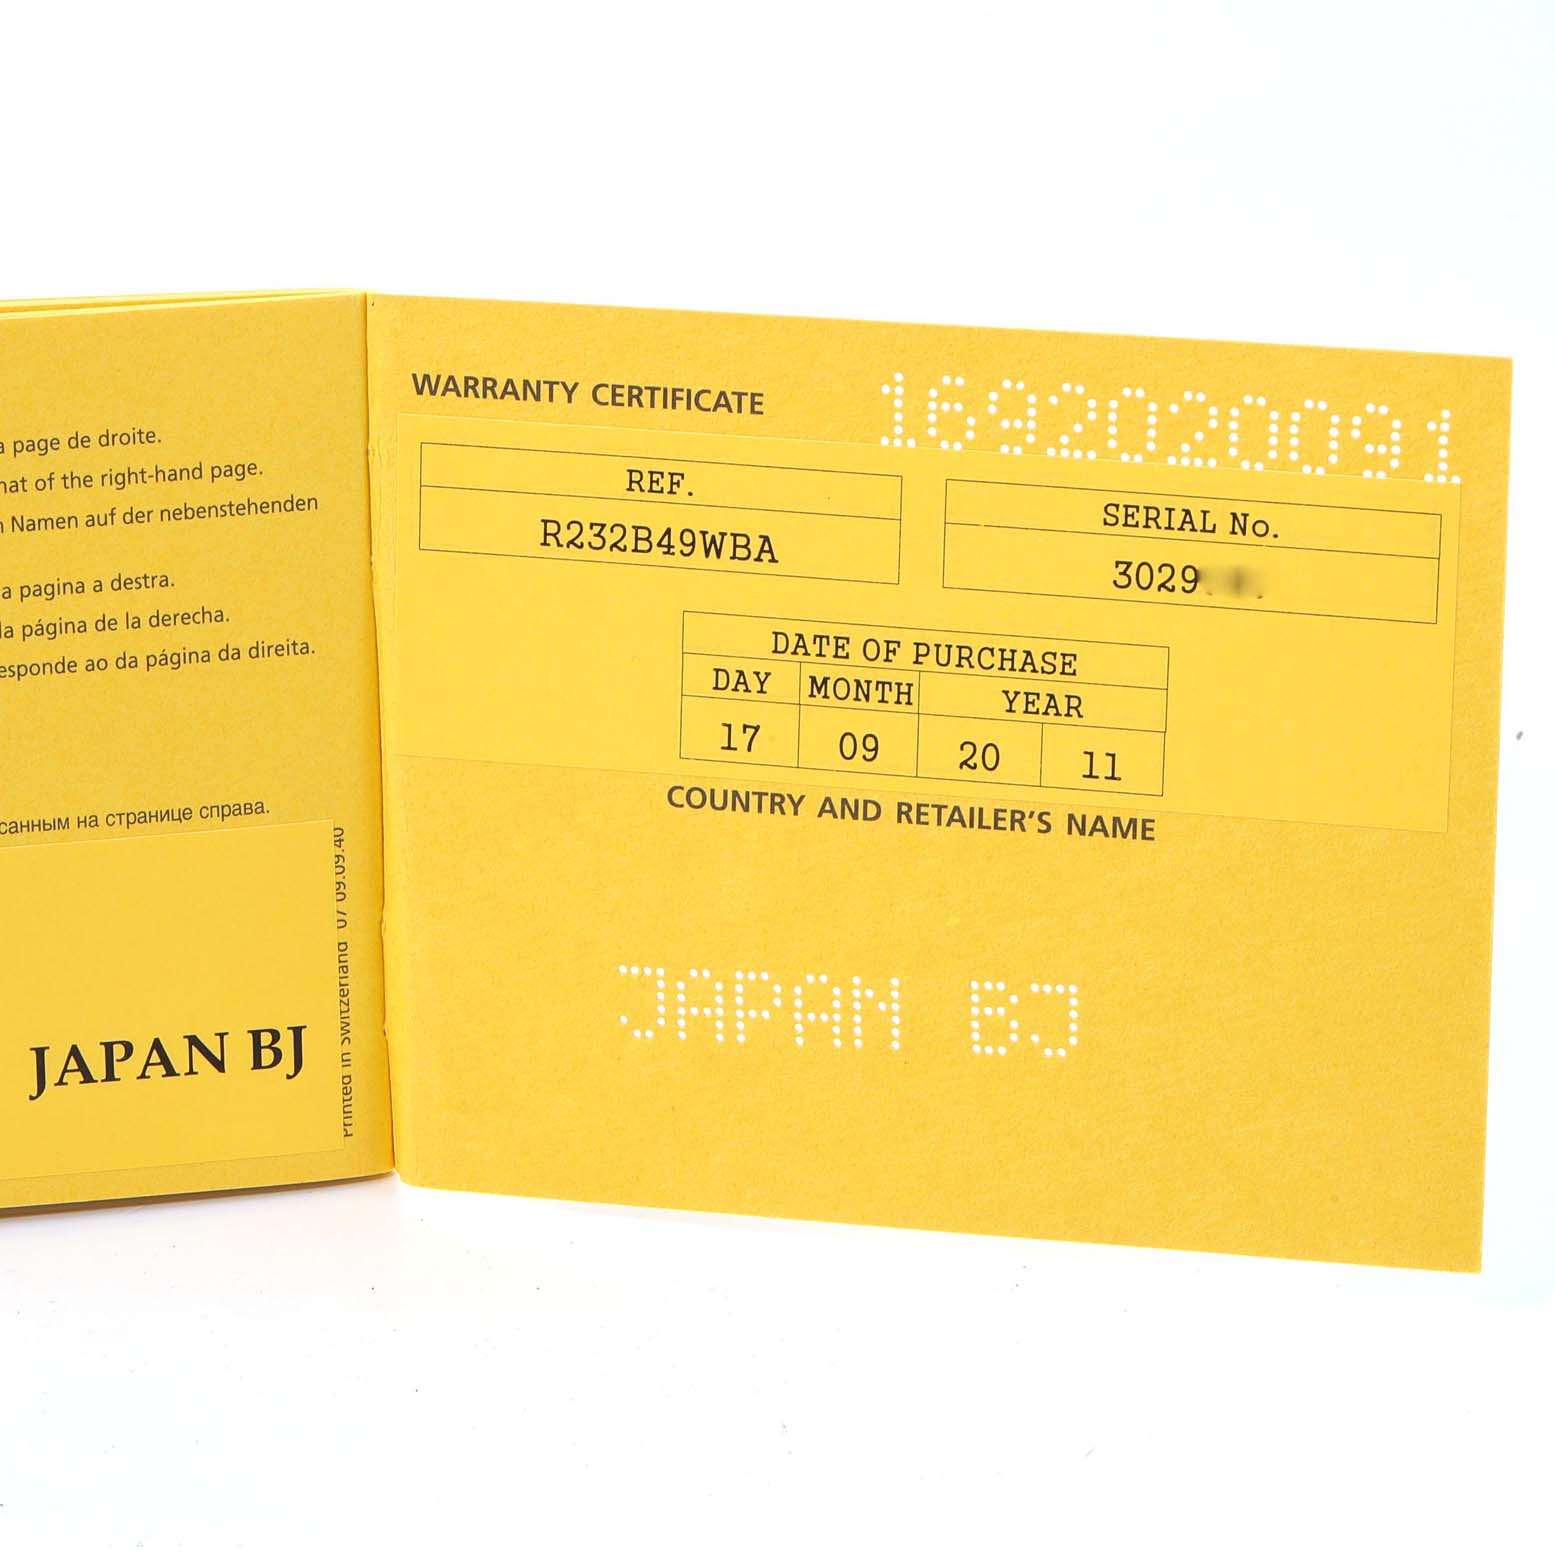 a page de droite.
hat of the right-hand page.
n Namen auf der nebenstehenden
a pagina a destra.
la página de la derecha.
esponde ao da página da direita.
санным на странице справа.
JAPAN BJ
Printed in Switzerland 07 09.09.40
WARRANTY CERTIFICATE
1692020091
REF.
R232B49WBA
SERIAL No.
3029
DATE OF PURCHASE
DAY MONTH YEAR
17 09 20 11
COUNTRY AND RETAILER'S NAME
JAPAN BJ